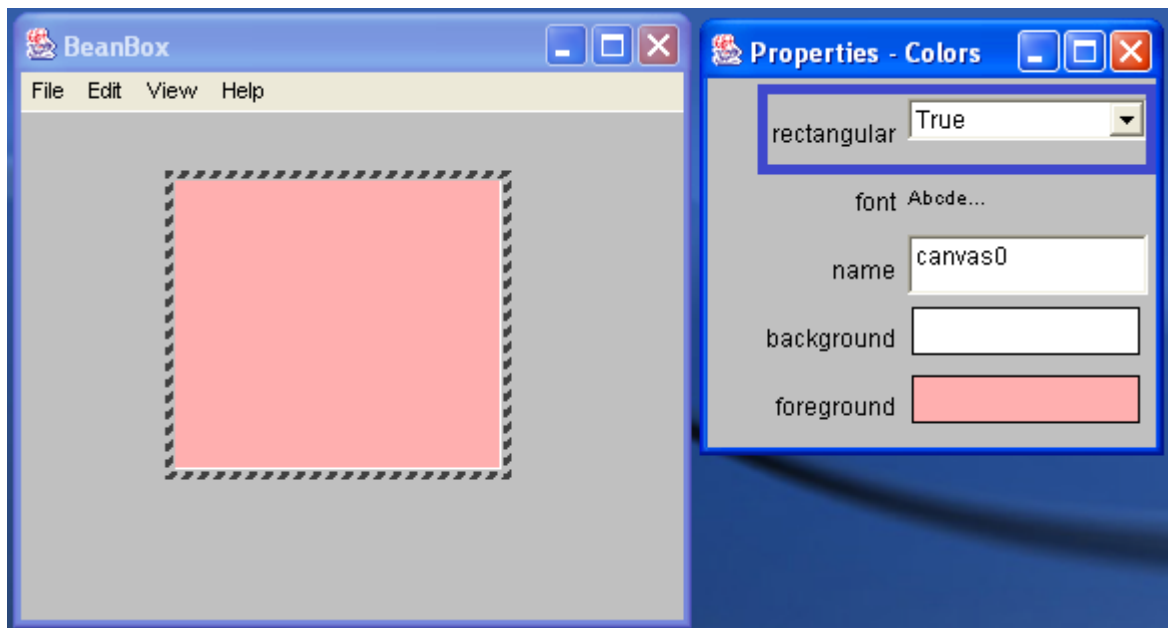 BeanBox
File Edit View Help
Properties - Colors
rectangular True
font Abcde...
name canvas0
background
foreground